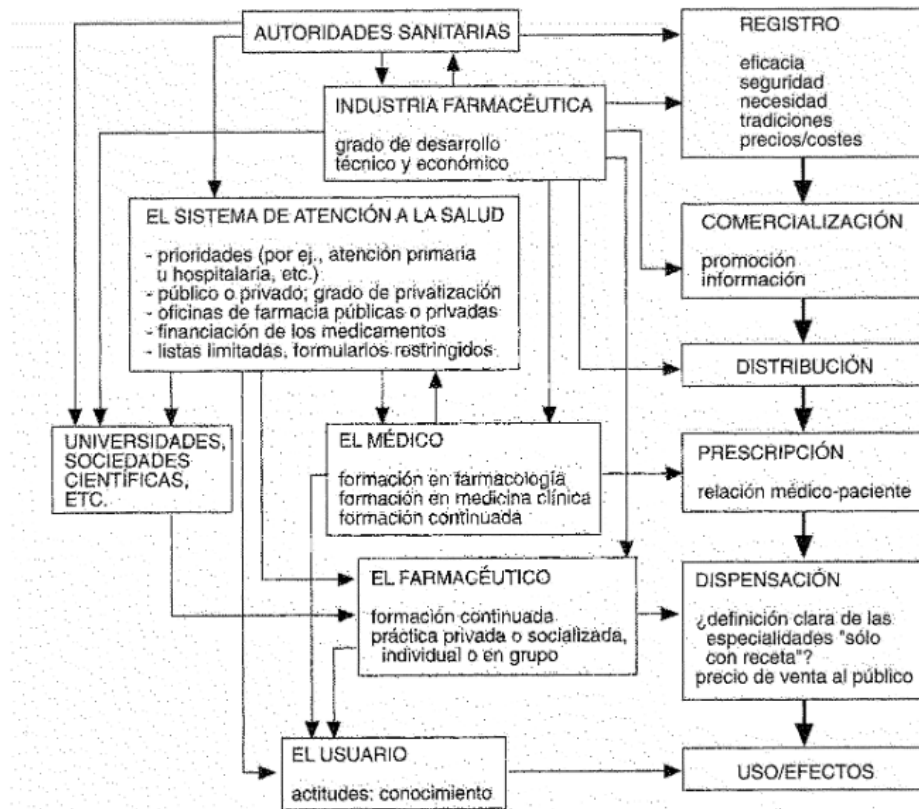 AUTORIDADES SANITARIAS
INDUSTRIA FARMACÉUTICA
grado de desarrollo
técnico y económico
EL SISTEMA DE ATENCIÓN A LA SALUD
- prioridades (por ej., atención primaria
u hospitalaria, etc.)
- público o privado; grado de privatización
- oficinas de farmacia públicas o privadas
- financiación de los medicamentos
- listas limitadas, formularios restringidos
UNIVERSIDADES,
SOCIEDADES
CIENTÍFICAS,
ETC.
EL MÉDICO
formación en farmacología
formación en medicina clínica
formación continuada
EL FARMACÉUTICO
formación continuada
práctica privada o socializada,
individual o en grupo
EL USUARIO
actitudes: conocimiento
REGISTRO
eficacia
seguridad
necesidad
tradiciones
precios/costes
COMERCIALIZACIÓN
promoción
información
DISTRIBUCIÓN
PRESCRIPCIÓN
relación médico-paciente
DISPENSACIÓN
¿definición clara de las
especialidades "sólo
con receta"?
precio de venta al público
USO/EFECTOS